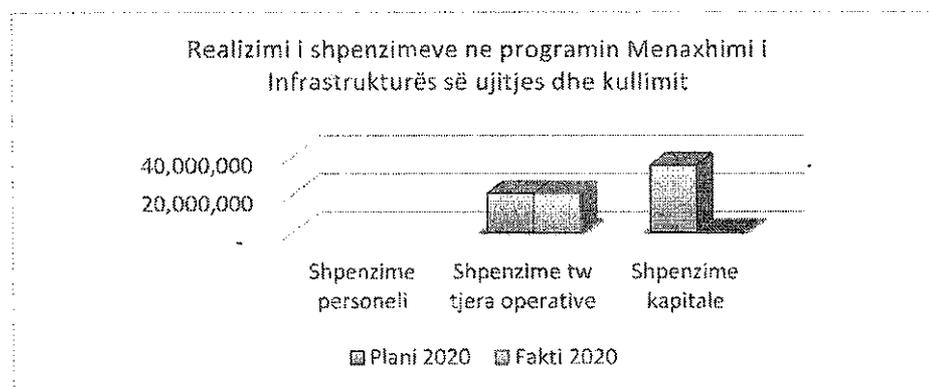 Realizimi i shpenzimeve ne programin Menaxhimi i
Infrastrukturës së ujitjes dhe kullimit
40,000,000
20,000,000
-
Shpenzime personeli
Shpenzime tw tjera operative
Shpenzime kapitale
Plani 2020
Fakti 2020